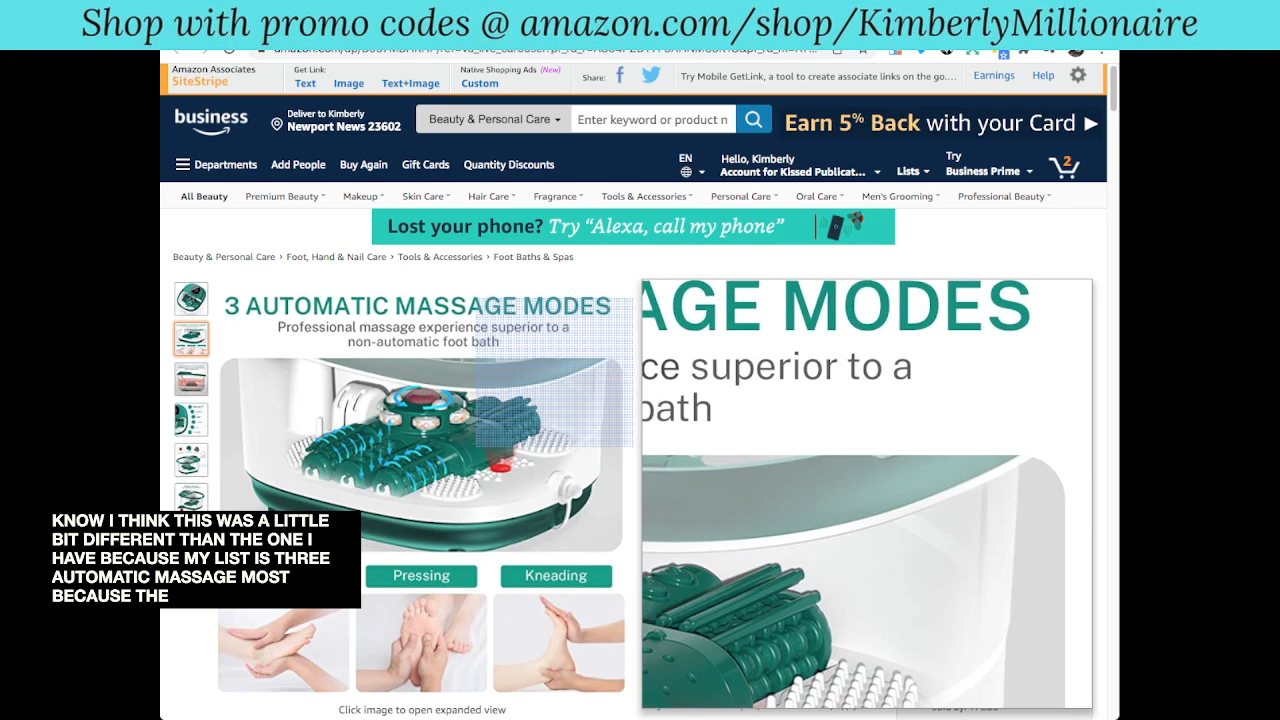 Shop with promo codes @ amazon.com/shop/KimberlyMillionaire
Amazon Associates
SiteStripe
Get Link:
Text Image Text+Image
Native Shopping Ads (New)
Custom
Share:
Try Mobile GetLink, a tool to create associate links on the go....
Earnings Help
business
Deliver to Kimberly
Newport News 23602
Beauty & Personal Care
Enter keyword or product n
Earn 5% Back with your Card
Departments Add People Buy Again Gift Cards Quantity Discounts
EN
Hello, Kimberly
Account for Kissed Publicat...
Lists
Try
Business Prime
2
All Beauty Premium Beauty Makeup Skin Care Hair Care Fragrance Tools & Accessories Personal Care Oral Care Men's Grooming Professional Beauty
Lost your phone? Try “Alexa, call my phone”
Beauty & Personal Care › Foot, Hand & Nail Care › Tools & Accessories › Foot Baths & Spas
3 AUTOMATIC MASSAGE MODES
Professional massage experience superior to a
non-automatic foot bath
AGE MODES
ce superior to a
bath
KNOW I THINK THIS WAS A LITTLE
BIT DIFFERENT THAN THE ONE I
HAVE BECAUSE MY LIST IS THREE
AUTOMATIC MASSAGE MOST
BECAUSE THE
Pressing Kneading
Click image to open expanded view